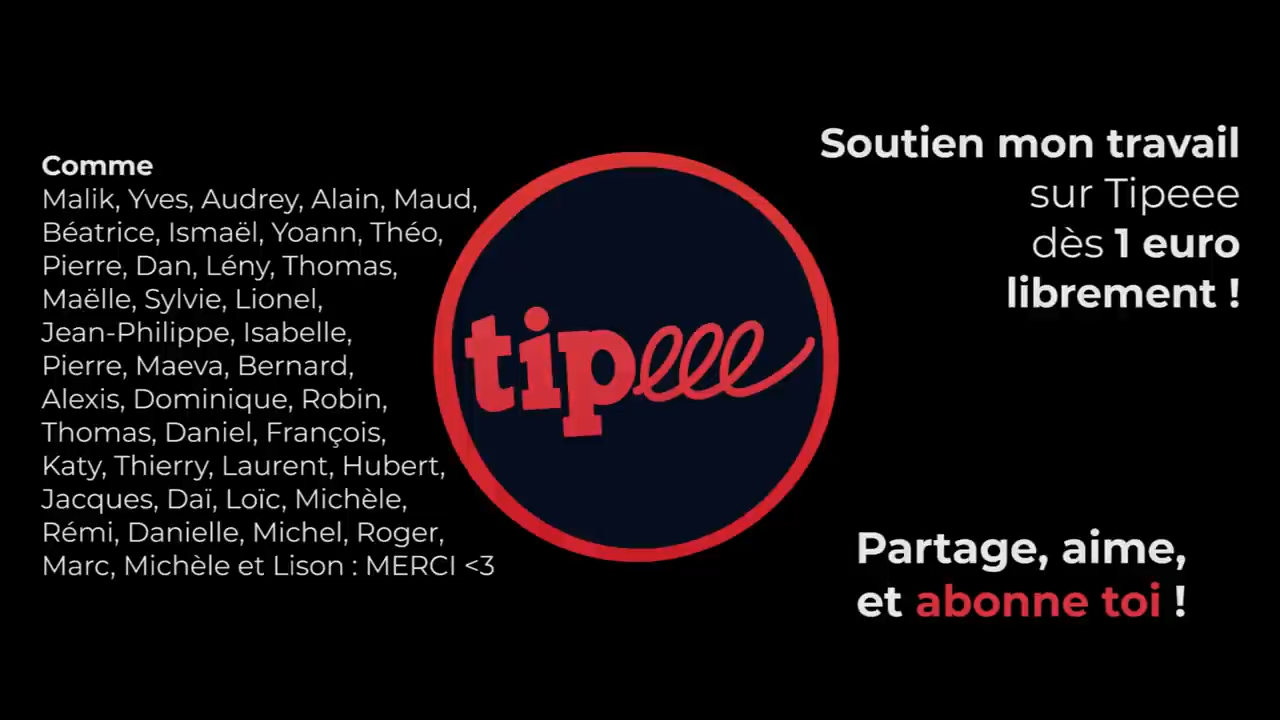 Comme
Malik, Yves, Audrey, Alain, Maud,
Béatrice, Ismaël, Yoann, Théo,
Pierre, Dan, Lény, Thomas,
Maëlle, Sylvie, Lionel,
Jean-Philippe, Isabelle,
Pierre, Maeva, Bernard,
Alexis, Dominique, Robin,
Thomas, Daniel, François,
Katy, Thierry, Laurent, Hubert,
Jacques, Daï, Loïc, Michèle,
Rémi, Danielle, Michel, Roger,
Marc, Michèle et Lison : MERCI <3
tipeee
Soutien mon travail
sur Tipeee
dès 1 euro
librement !
Partage, aime,
et abonne toi !